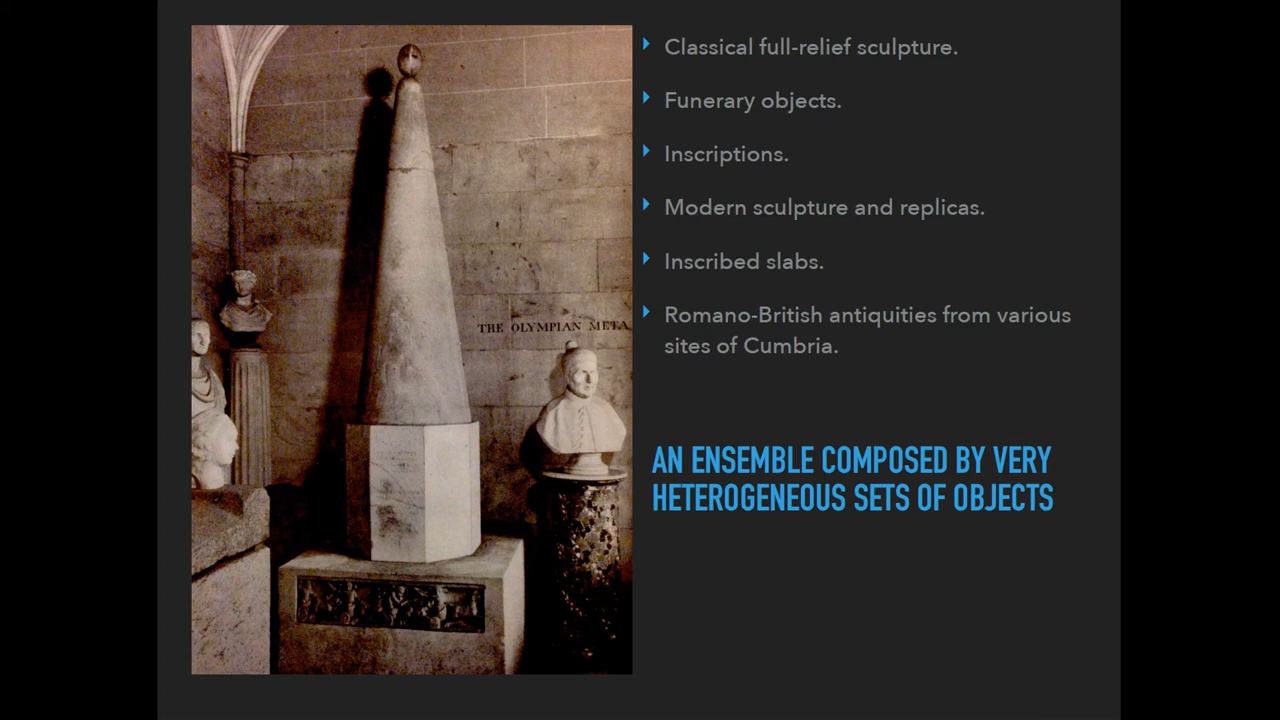 Classical full-relief sculpture.
Funerary objects.
Inscriptions.
Modern sculpture and replicas.
Inscribed slabs.
Romano-British antiquities from various
sites of Cumbria.
THE OLYMPIAN META
AN ENSEMBLE COMPOSED BY VERY
HETEROGENEOUS SETS OF OBJECTS